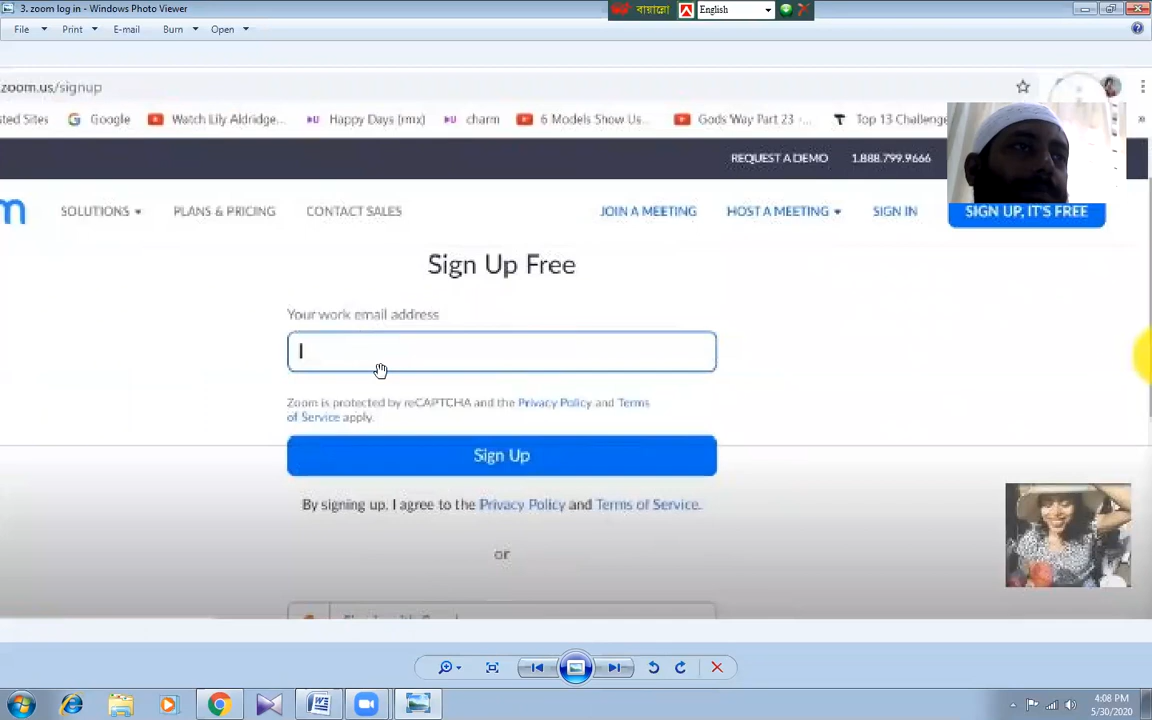 3. zoom log in - Windows Photo Viewer
বায়ান্নো English
File Print E-mail Burn Open
zoom.us/signup
sted Sites Google Watch Lily Aldridge... Happy Days (rmx) charm 6 Models Show Us... Gods Way Part 23 -... Top 13 Challenge
REQUEST A DEMO 1.888.799.9666
m SOLUTIONS PLANS & PRICING CONTACT SALES JOIN A MEETING HOST A MEETING SIGN IN SIGN UP, IT'S FREE
Sign Up Free
Your work email address
Zoom is protected by reCAPTCHA and the Privacy Policy and Terms
of Service apply.
Sign Up
By signing up, I agree to the Privacy Policy and Terms of Service.
or
4:08 PM
5/30/2020